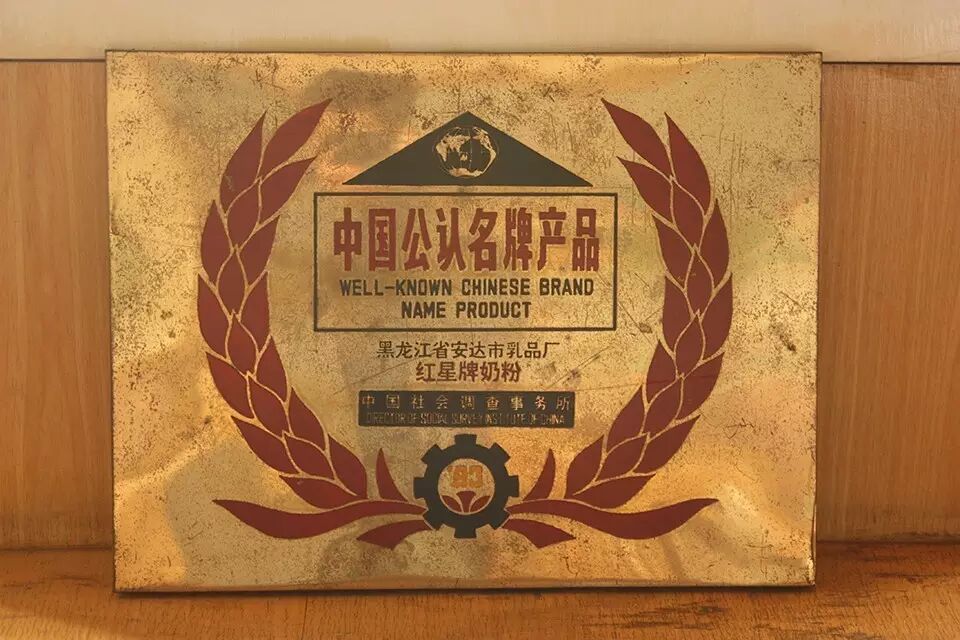 中国公认名牌产品
WELL-KNOWN CHINESE BRAND
NAME PRODUCT
黑龙江省安达市乳品厂
红星牌奶粉
中国社会调查事务所
DIRECTOR OF SOCIAL SURVEY INSTITUTE OF CHINA
'93